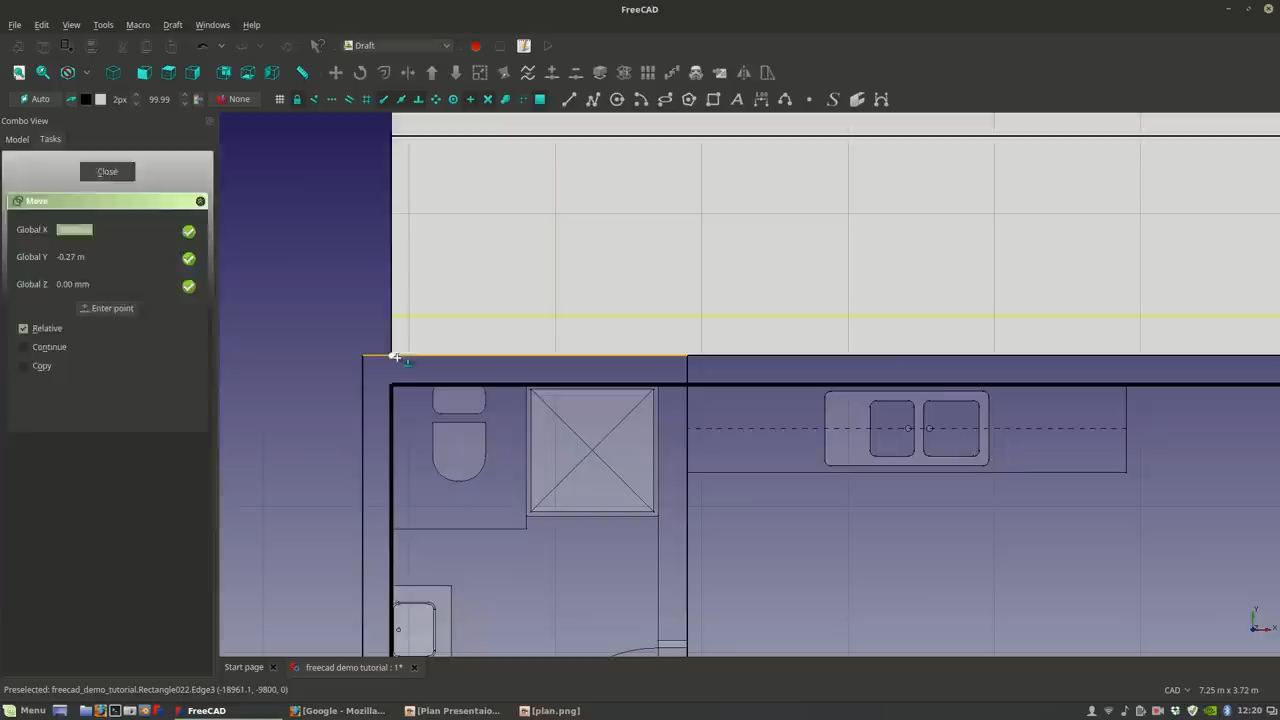 FreeCAD
File Edit View Tools Macro Draft Windows Help
Draft
Auto 2px 99.99 None
Combo View
Model Tasks
Close
Move
Global X
Global Y -0.27 m
Global Z 0.00 mm
Enter point
Relative
Continue
Copy
Y
X
Start page freecad demo tutorial : 1*
Preselected: freecad_demo_tutorial.Rectangle022.Edge3 (-18961.1, -9800, 0) CAD 7.25 m x 3.72 m
Menu FreeCAD [Google - Mozilla... [Plan Presentaio... [plan.png] 12:20